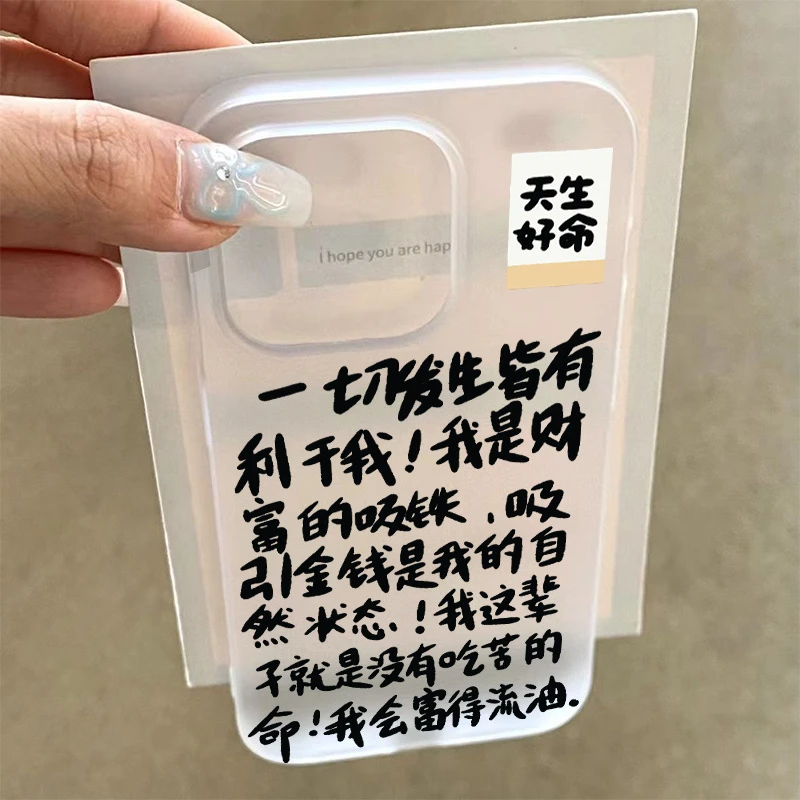 天生
好命
i hope you are hap
一切发生皆有
利于我！我是财
富的吸铁，吸
引金钱是我的自
然状态！我这辈
子就是没有吃苦的
命！我会富得流油.